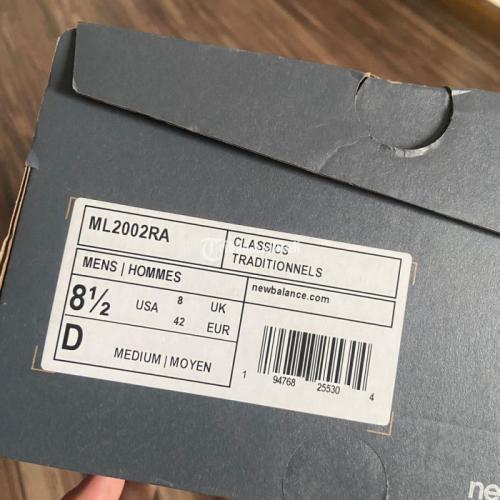 ML2002RA
CLASSICS
TRADITIONNELS
MENS | HOMMES
newbalance.com
8½ USA 8 UK
42 EUR
D MEDIUM | MOYEN
1 94768 25530 4
ne